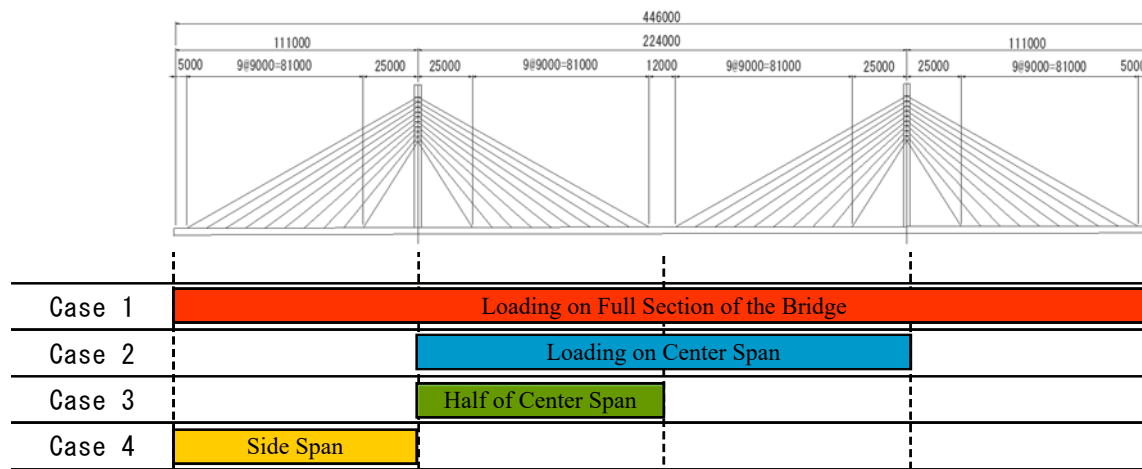 446000
111000 224000 111000
5000 9@9000=81000 25000 25000 9@9000=81000 12000 9@9000=81000 25000 25000 9@9000=81000 5000
Case 1 Loading on Full Section of the Bridge
Case 2 Loading on Center Span
Case 3 Half of Center Span
Case 4 Side Span